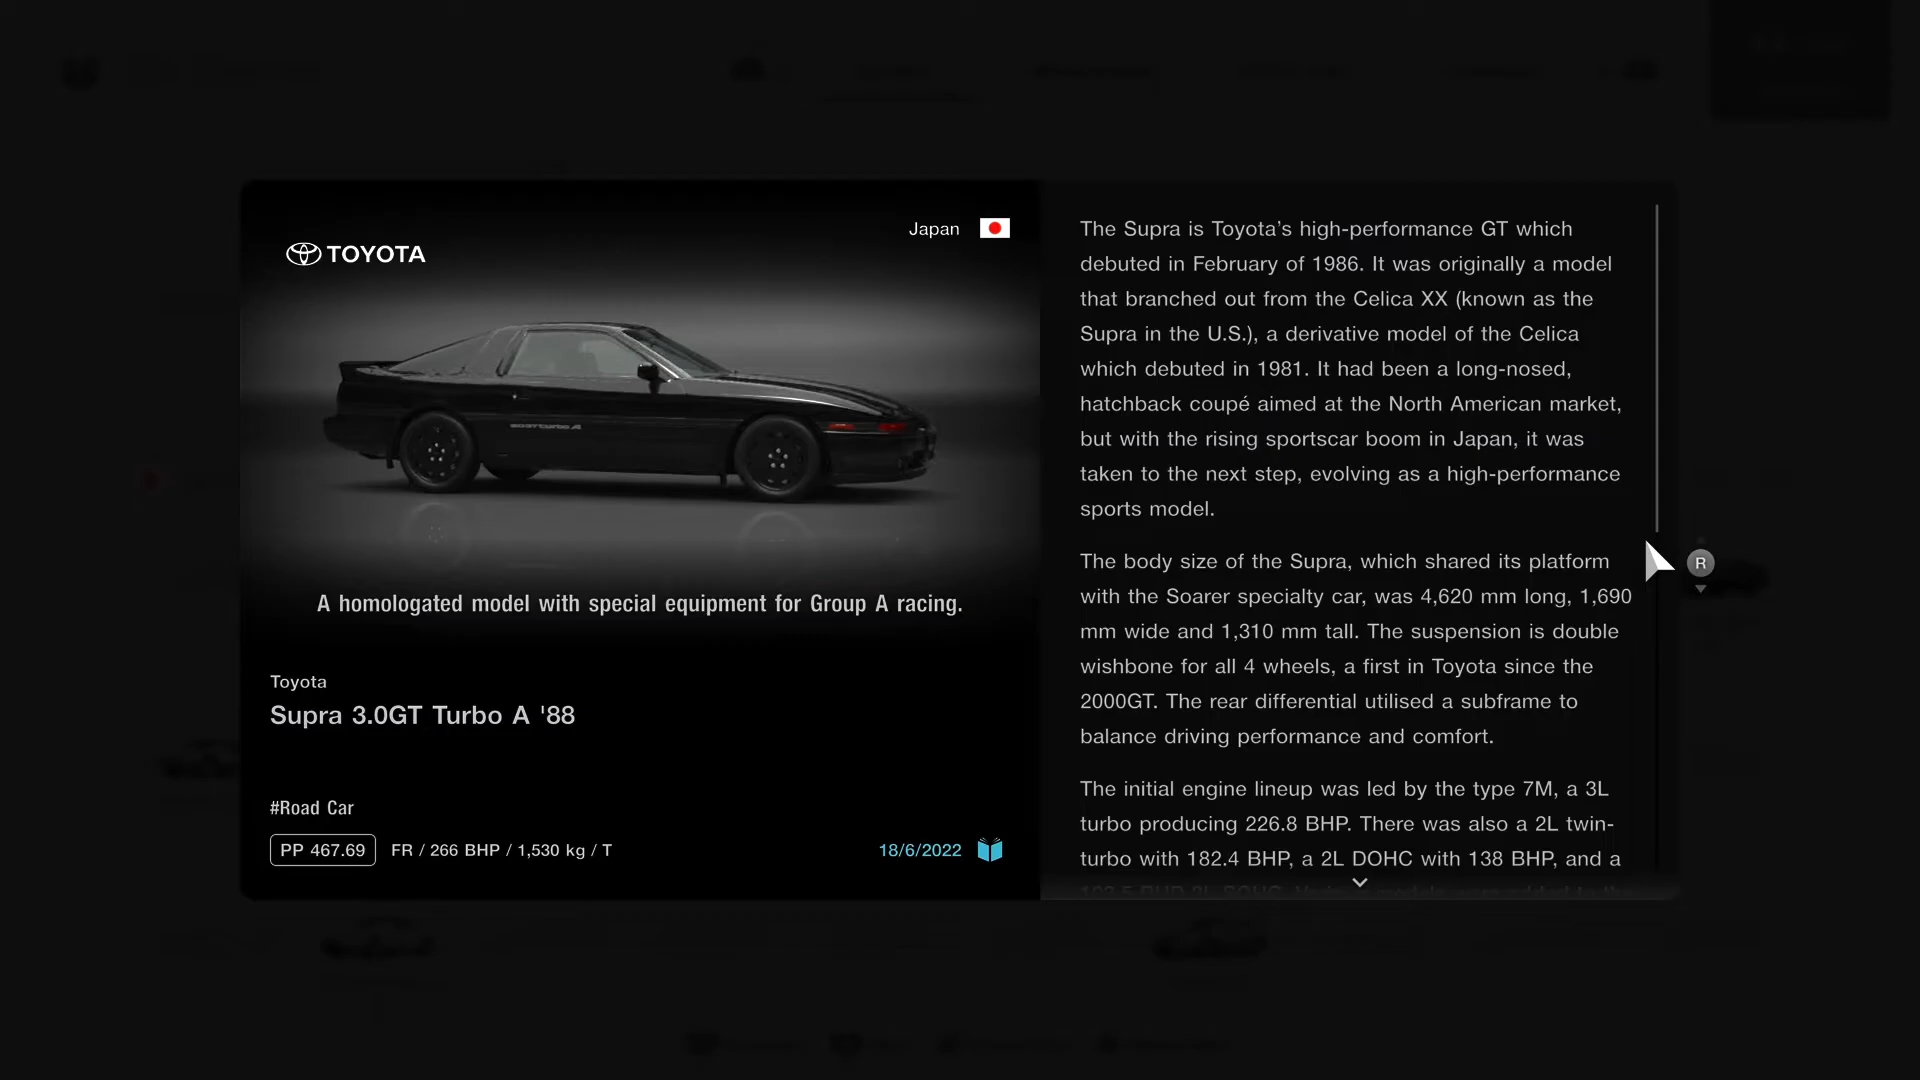 Japan
TOYOTA
A homologated model with special equipment for Group A racing.
Toyota
Supra 3.0GT Turbo A '88
#Road Car
PP 467.69
FR / 266 BHP / 1,530 kg / T
18/6/2022
The Supra is Toyota’s high-performance GT which
debuted in February of 1986. It was originally a model
that branched out from the Celica XX (known as the
Supra in the U.S.), a derivative model of the Celica
which debuted in 1981. It had been a long-nosed,
hatchback coupé aimed at the North American market,
but with the rising sportscar boom in Japan, it was
taken to the next step, evolving as a high-performance
sports model.
The body size of the Supra, which shared its platform
with the Soarer specialty car, was 4,620 mm long, 1,690
mm wide and 1,310 mm tall. The suspension is double
wishbone for all 4 wheels, a first in Toyota since the
2000GT. The rear differential utilised a subframe to
balance driving performance and comfort.
The initial engine lineup was led by the type 7M, a 3L
turbo producing 226.8 BHP. There was also a 2L twin-
turbo with 182.4 BHP, a 2L DOHC with 138 BHP, and a
R